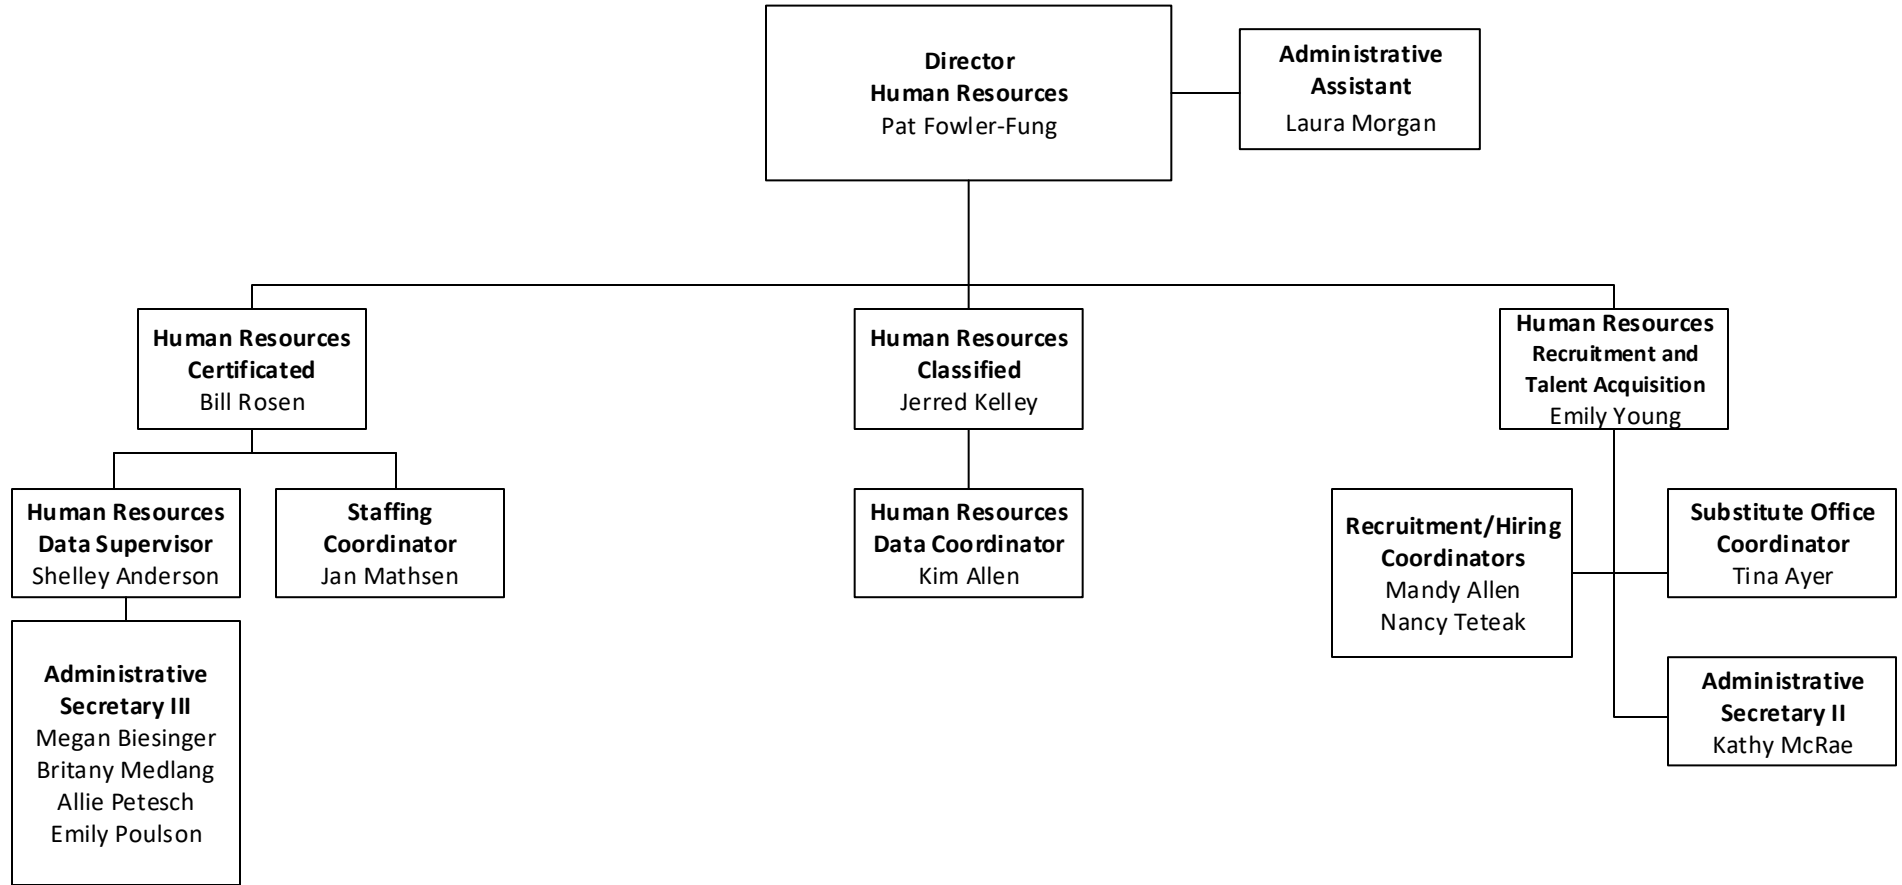 Director
Human Resources
Pat Fowler-Fung
Administrative
Assistant
Laura Morgan
Human Resources
Certificated
Bill Rosen
Human Resources
Classified
Jerred Kelley
Human Resources
Recruitment and
Talent Acquisition
Emily Young
Human Resources
Data Supervisor
Shelley Anderson
Staffing
Coordinator
Jan Mathsen
Human Resources
Data Coordinator
Kim Allen
Recruitment/Hiring
Coordinators
Mandy Allen
Nancy Teteak
Substitute Office
Coordinator
Tina Ayer
Administrative
Secretary III
Megan Biesinger
Britany Medlang
Allie Petesch
Emily Poulson
Administrative
Secretary II
Kathy McRae